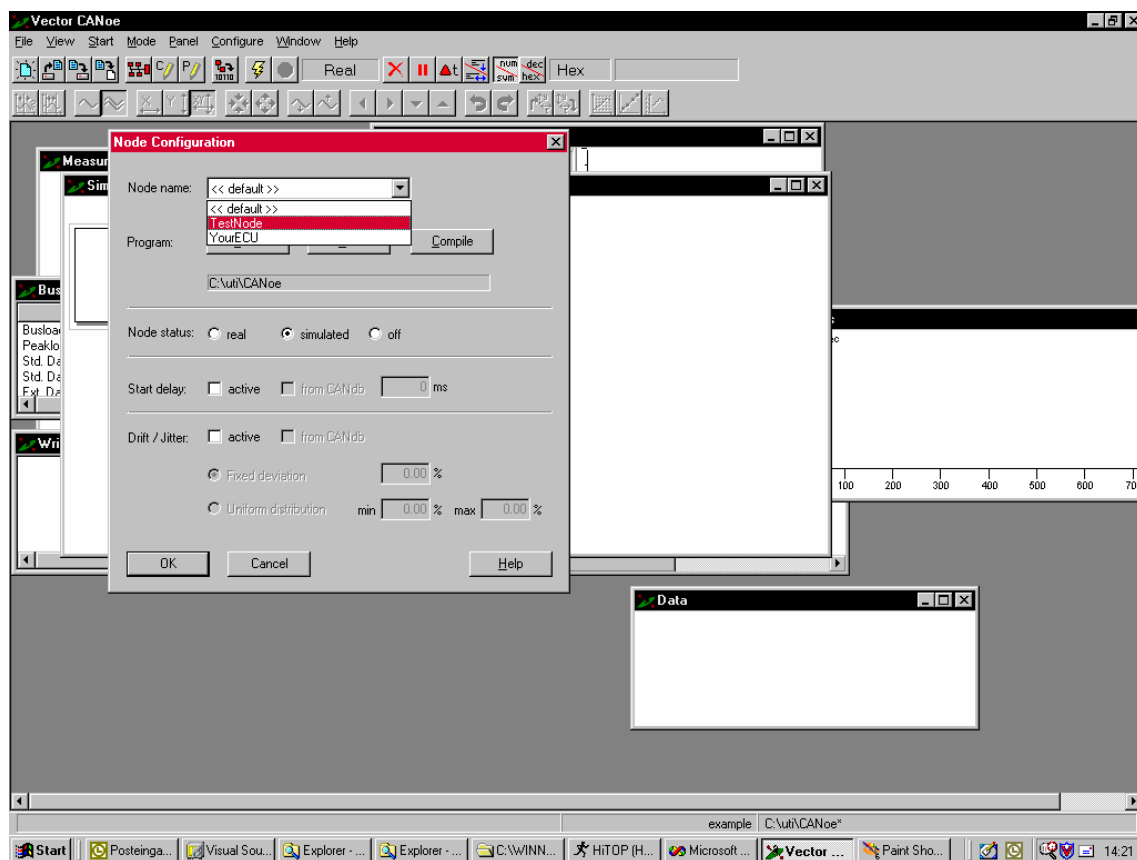 Vector CANoe
File View Start Mode Panel Configure Window Help
Real num sym dec hex Hex
Node Configuration
Measur
Sim
Node name: << default >>
<< default >>
TestNode
YourECU
Program: Compile
C:\uti\CANoe
Bus
Busloa
Peaklo
Std. Da
Std. Da
Ext. Da
Node status: real simulated off
Start delay: active from CANdb 0 ms
Drift / Jitter: active from CANdb
Fixed deviation 0.00 %
Uniform distribution min 0.00 % max 0.00 %
Wri
100 200 300 400 500 600 70
OK Cancel Help
Data
example C:\uti\CANoe*
Start Posteinga... Visual Sou... Explorer - ... Explorer - ... C:\WINN... HiTOP (H... Microsoft ... Vector ... Paint Sho... 14:21